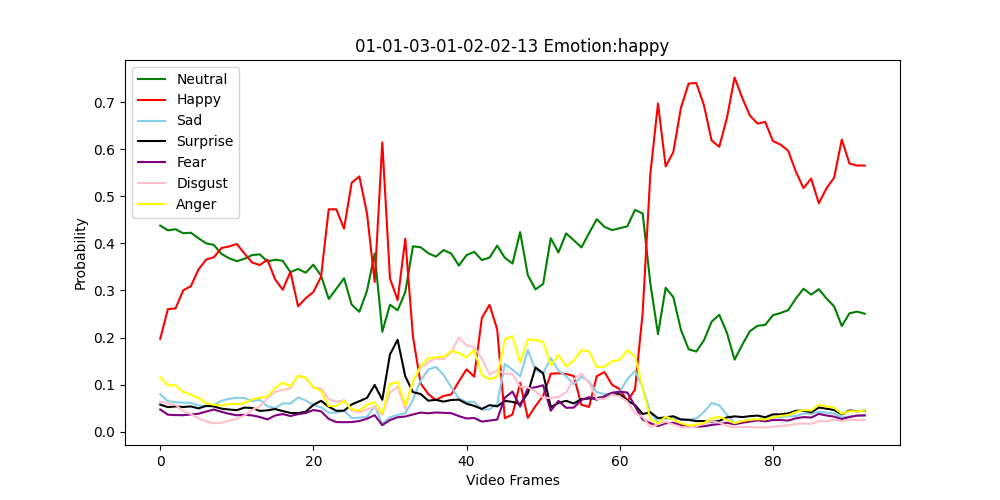 01-01-03-01-02-02-13 Emotion:happy
Neutral
Happy
Sad
Surprise
Fear
Disgust
Anger
Probability
0.7
0.6
0.5
0.4
0.3
0.2
0.1
0.0
0 20 40 60 80
Video Frames